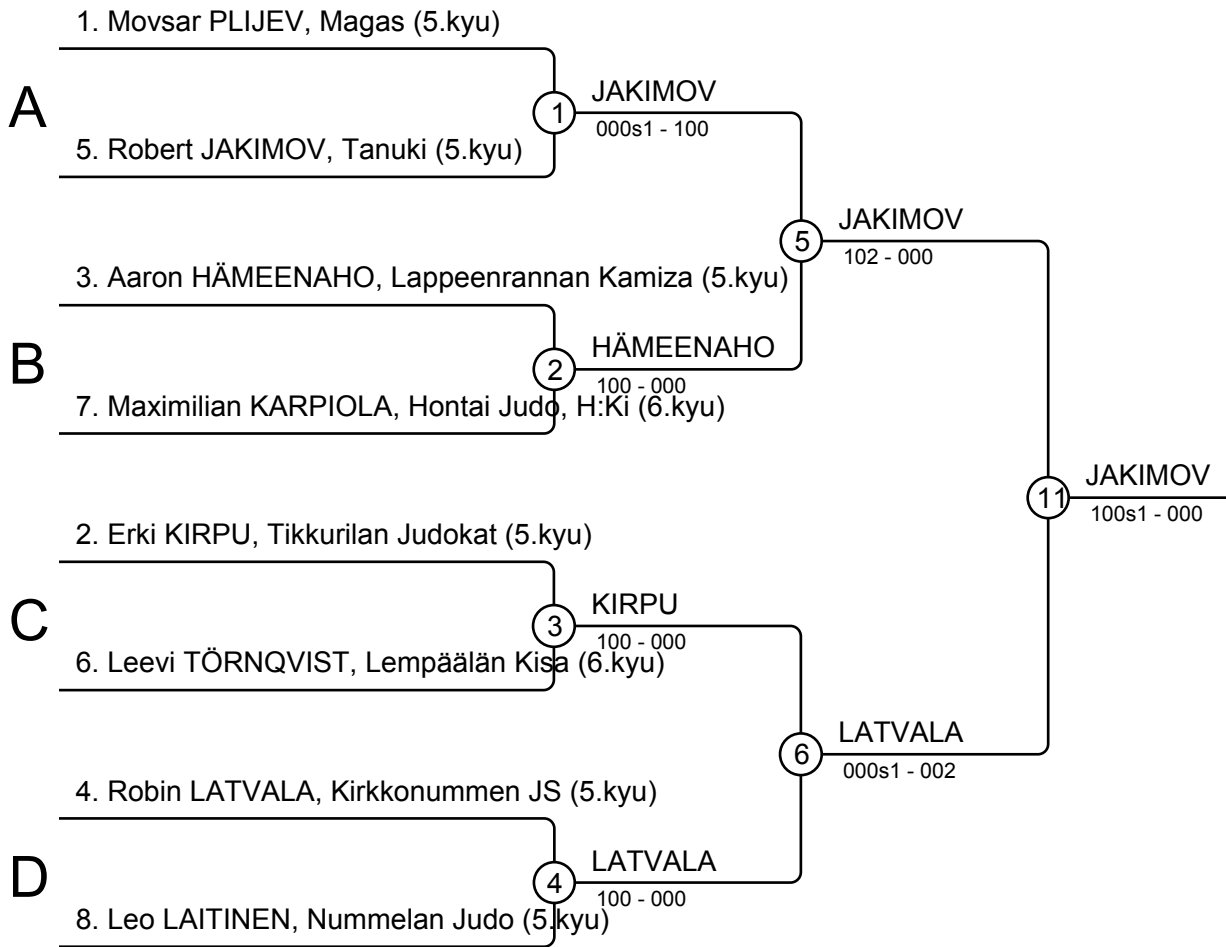 1. Movsar PLIJEV, Magas (5.kyu)
A
1
JAKIMOV
000s1 - 100
5. Robert JAKIMOV, Tanuki (5.kyu)
5
JAKIMOV
102 - 000
3. Aaron HÄMEENAHO, Lappeenrannan Kamiza (5.kyu)
B
2
HÄMEENAHO
100 - 000
7. Maximilian KARPIOLA, Hontai Judo, H:Ki (6.kyu)
11
JAKIMOV
100s1 - 000
2. Erki KIRPU, Tikkurilan Judokat (5.kyu)
C
3
KIRPU
100 - 000
6. Leevi TÖRNQVIST, Lempäälän Kisa (6.kyu)
6
LATVALA
000s1 - 002
4. Robin LATVALA, Kirkkonummen JS (5.kyu)
D
4
LATVALA
100 - 000
8. Leo LAITINEN, Nummelan Judo (5.kyu)